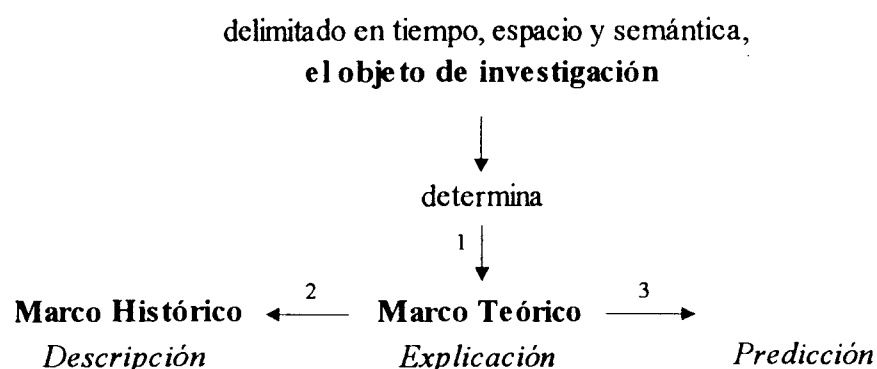 delimitado en tiempo, espacio y semántica,
el objeto de investigación
determina
1
Marco Histórico 2 Marco Teórico 3
Descripción Explicación Predicción